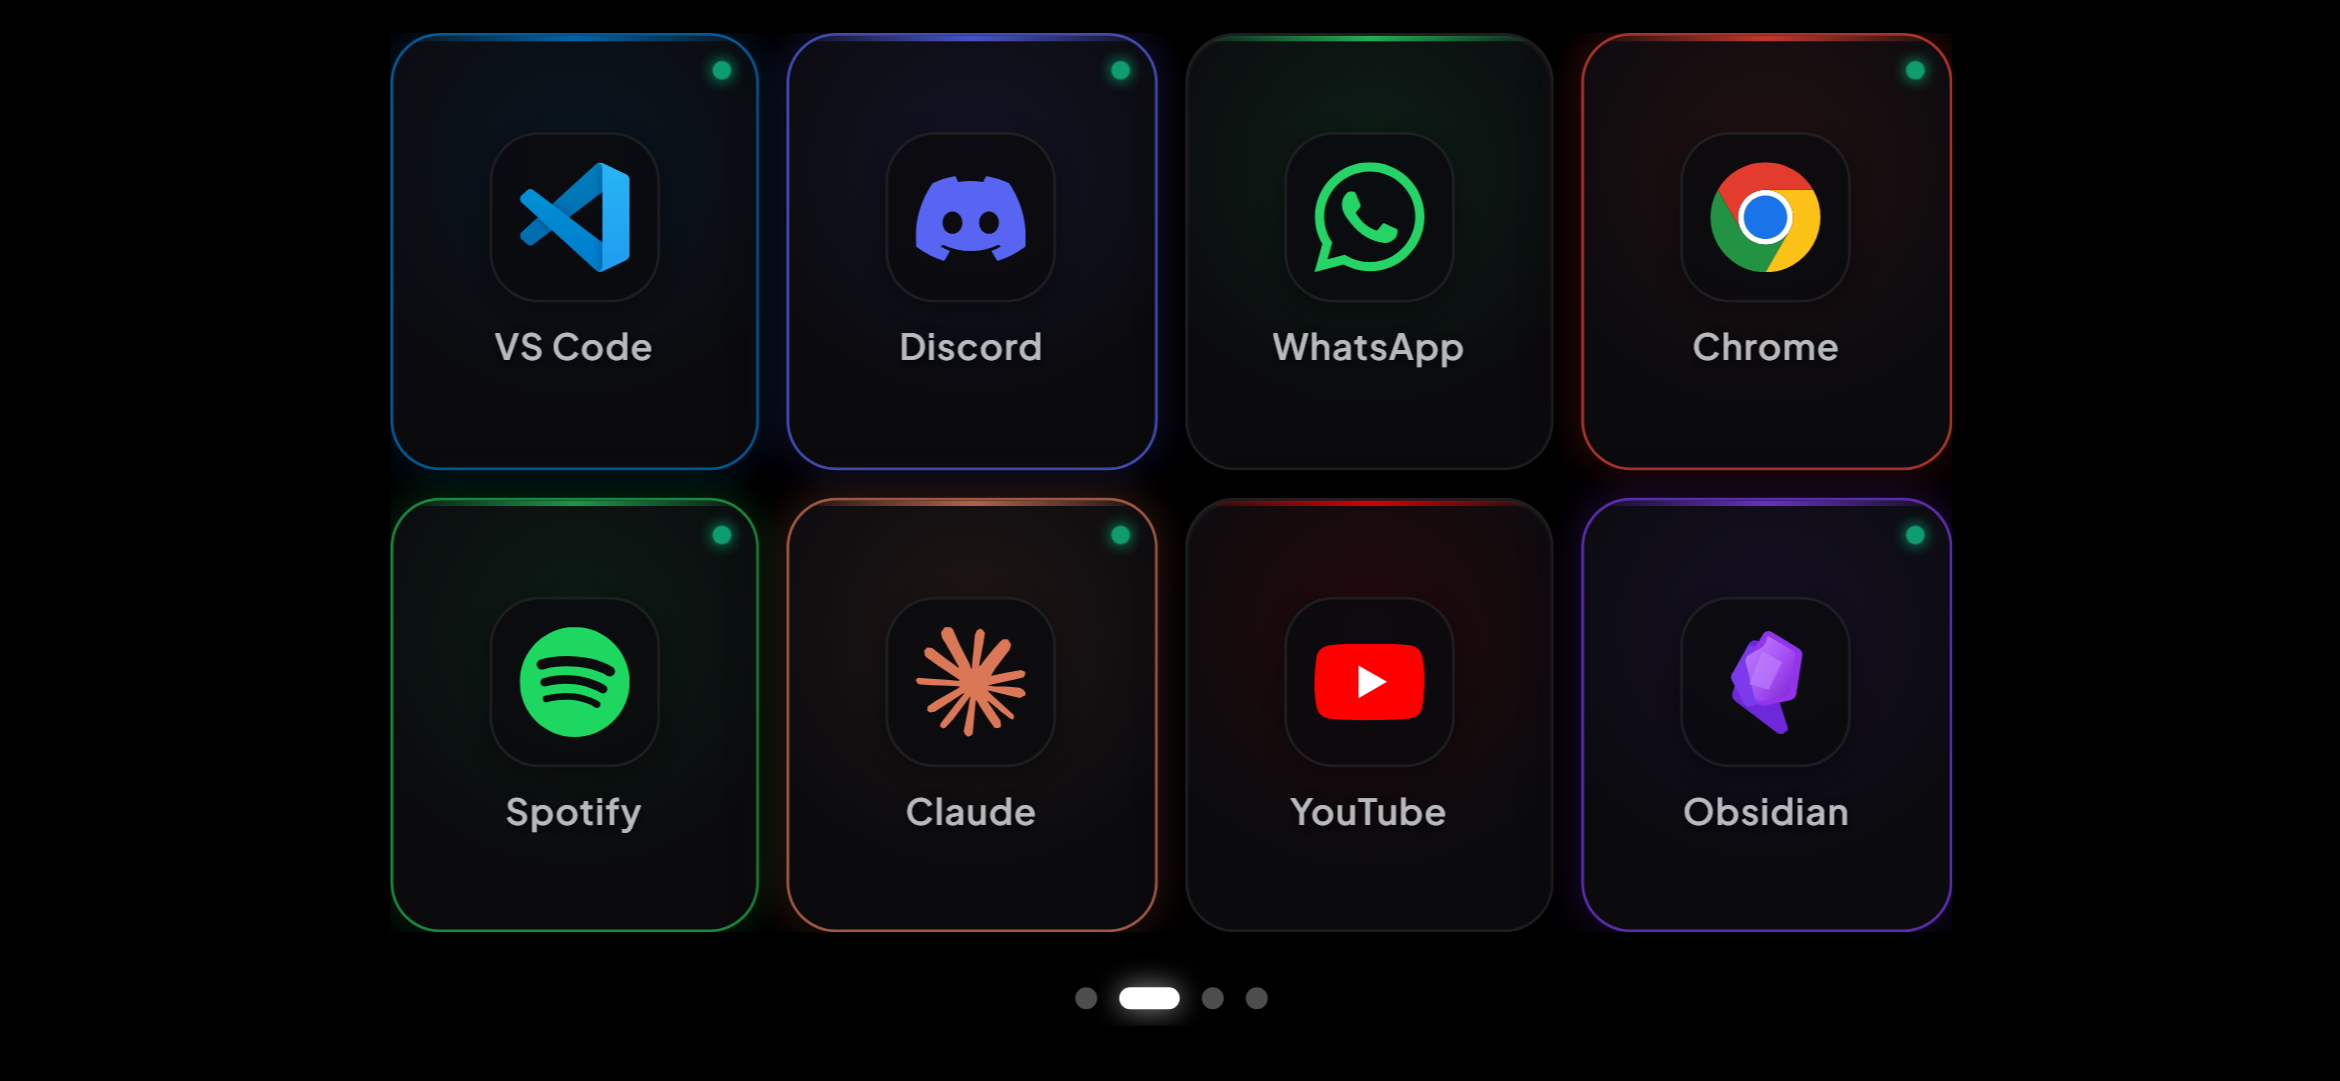 VS Code
Discord
WhatsApp
Chrome
Spotify
Claude
YouTube
Obsidian